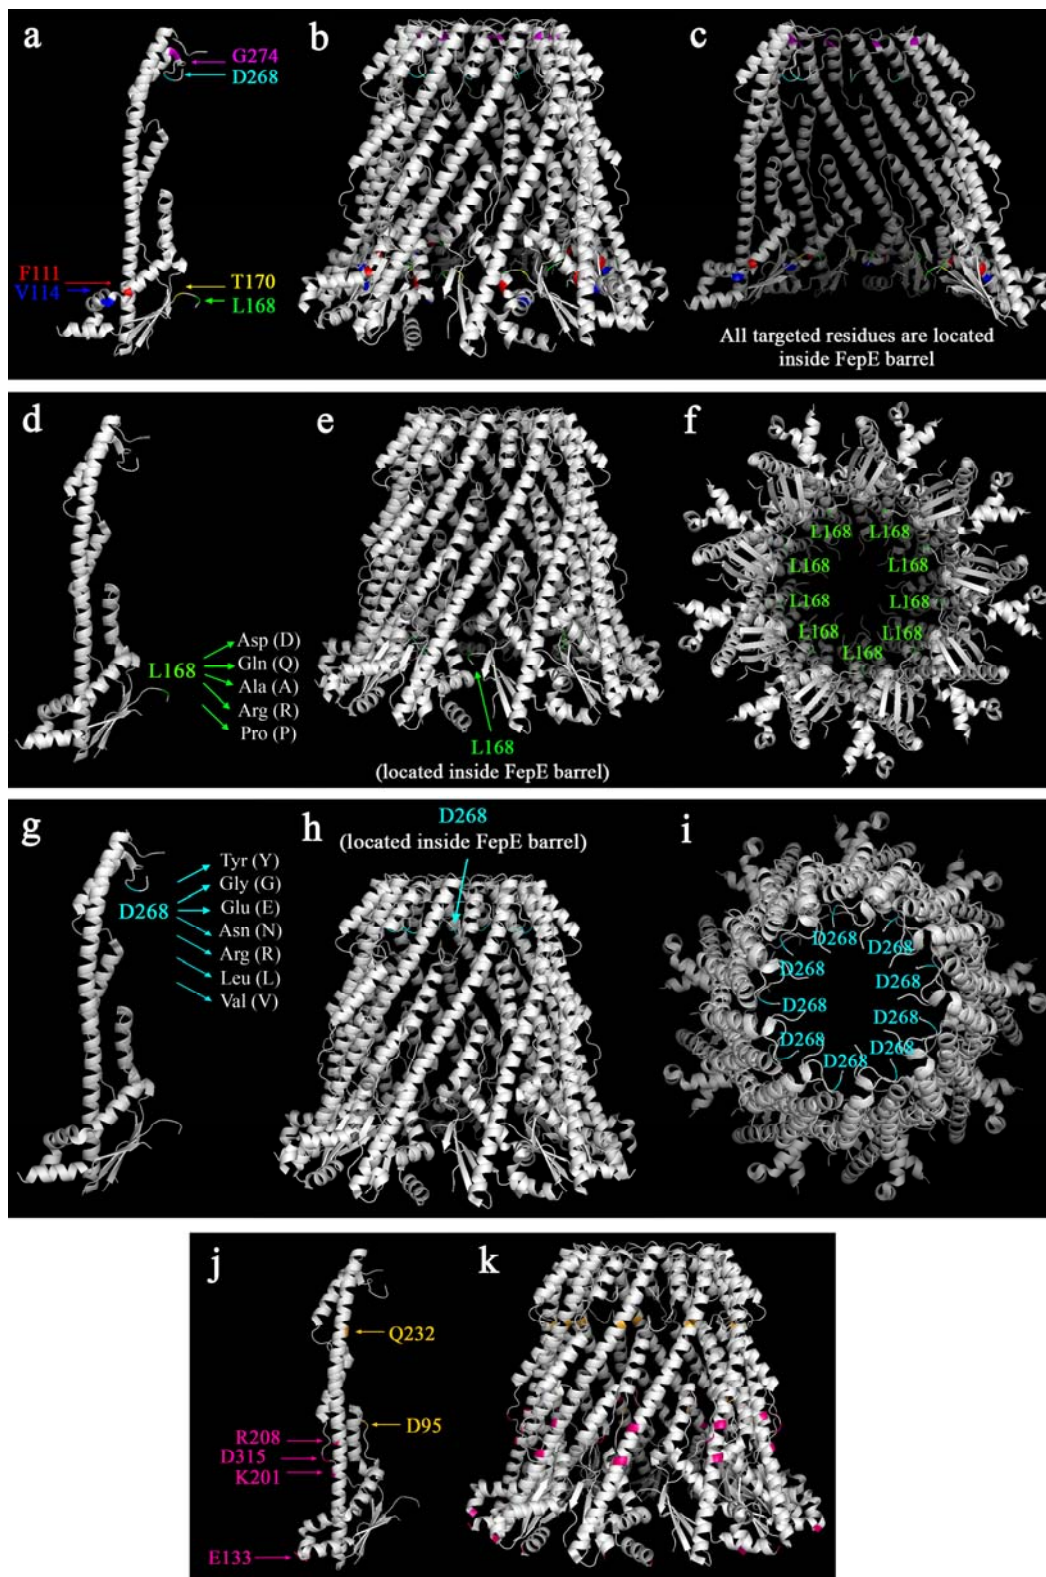 a
G274
D268
F111
V114
T170
L168
b
c
All targeted residues are located
inside FepE barrel
d
L168
Asp (D)
Gln (Q)
Ala (A)
Arg (R)
Pro (P)
e
L168
(located inside FepE barrel)
f
L168 L168
L168 L168
L168 L168
L168 L168
L168
g
D268
Tyr (Y)
Gly (G)
Glu (E)
Asn (N)
Arg (R)
Leu (L)
Val (V)
h
D268
(located inside FepE barrel)
i
D268 D268
D268 D268
D268 D268
D268 D268
D268
j
Q232
D95
R208
D315
K201
E133
k